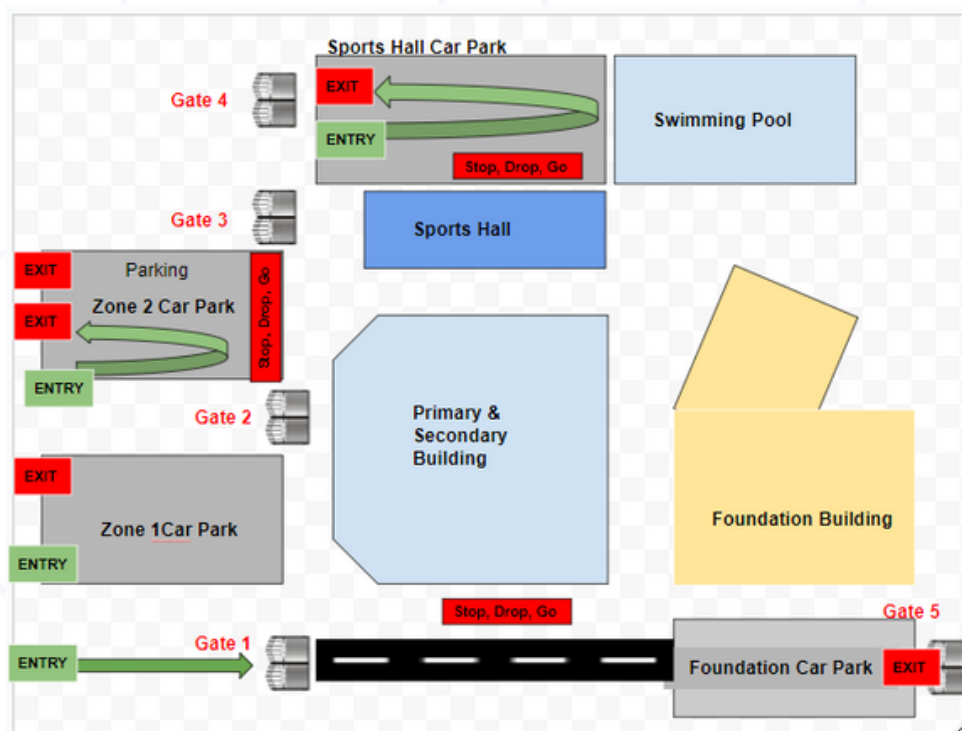 Sports Hall Car Park
Gate 4
EXIT
ENTRY
Stop, Drop, Go
Swimming Pool
Gate 3
Sports Hall
EXIT
Parking
Zone 2 Car Park
EXIT
Stop, Drop, Go
ENTRY
Gate 2
Primary &
Secondary
Building
EXIT
Zone 1Car Park
ENTRY
Foundation Building
Stop, Drop, Go
Gate 5
Gate 1
ENTRY
Foundation Car Park
EXIT